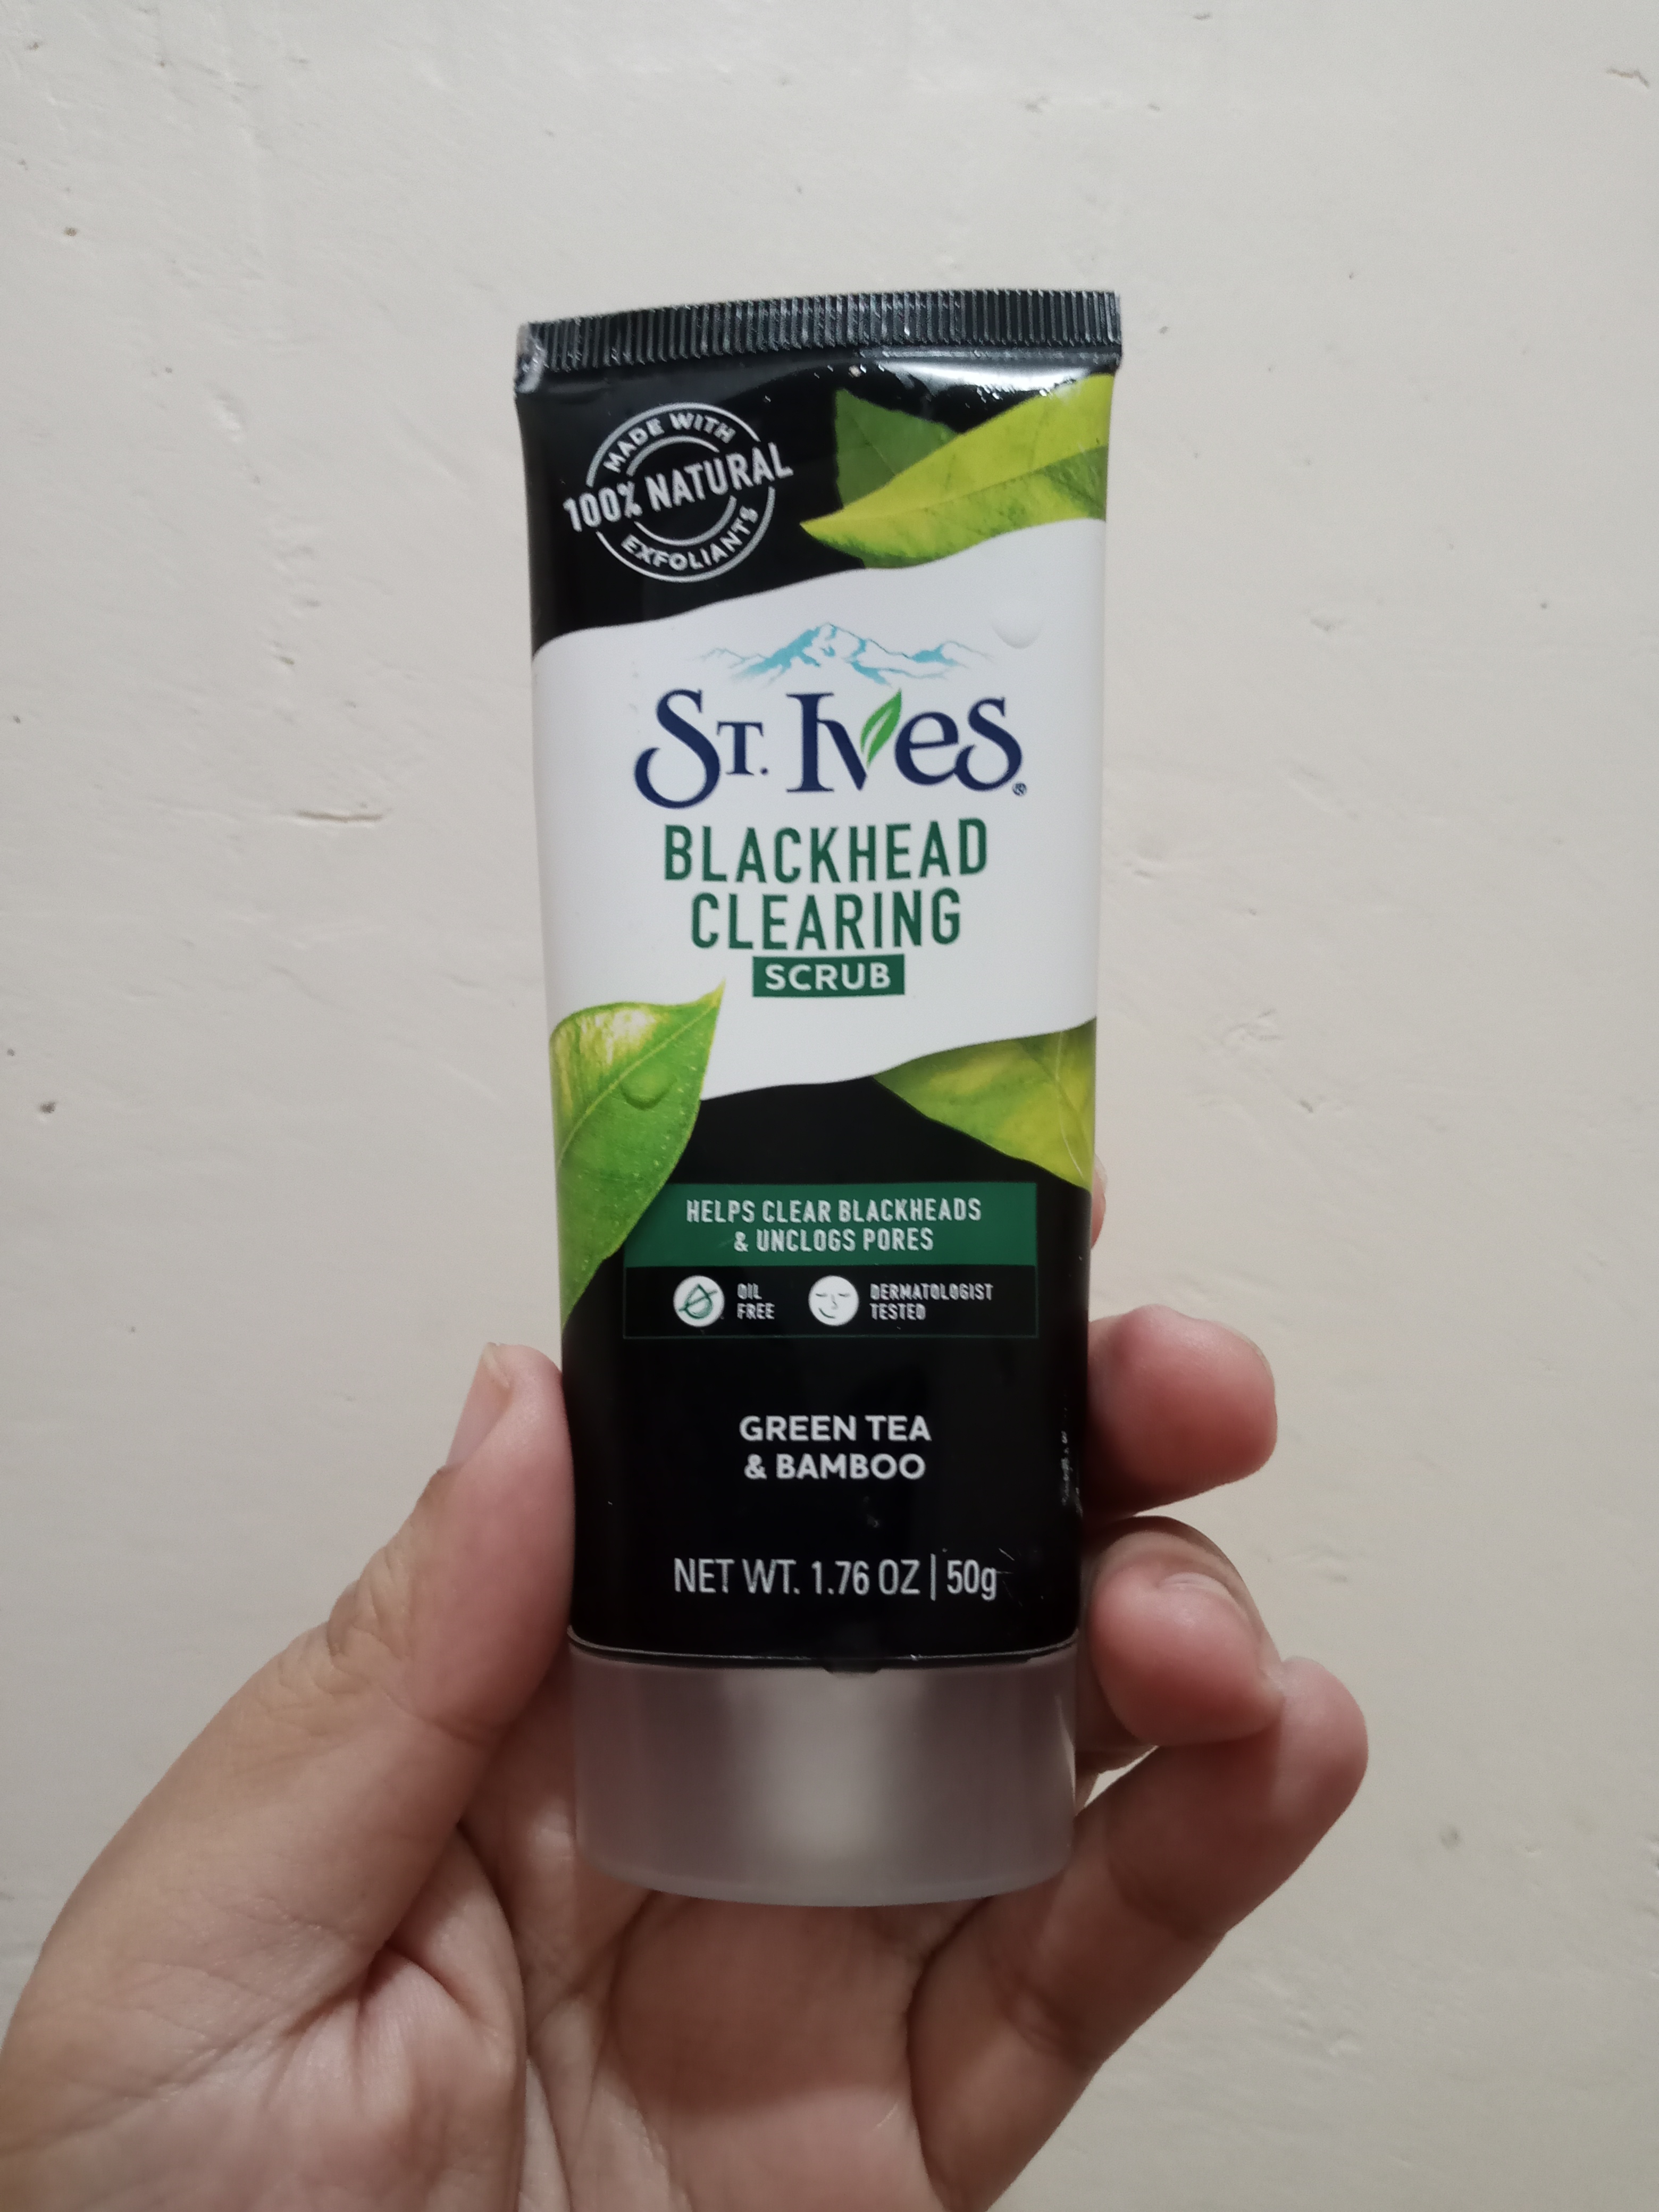 MADE WITH
100% NATURAL
EXFOLIANTS
ST. IVES®
BLACKHEAD
CLEARING
SCRUB
HELPS CLEAR BLACKHEADS
& UNCLOGS PORES
OIL
FREE
DERMATOLOGIST
TESTED
GREEN TEA
& BAMBOO
NET WT. 1.76 OZ | 50g